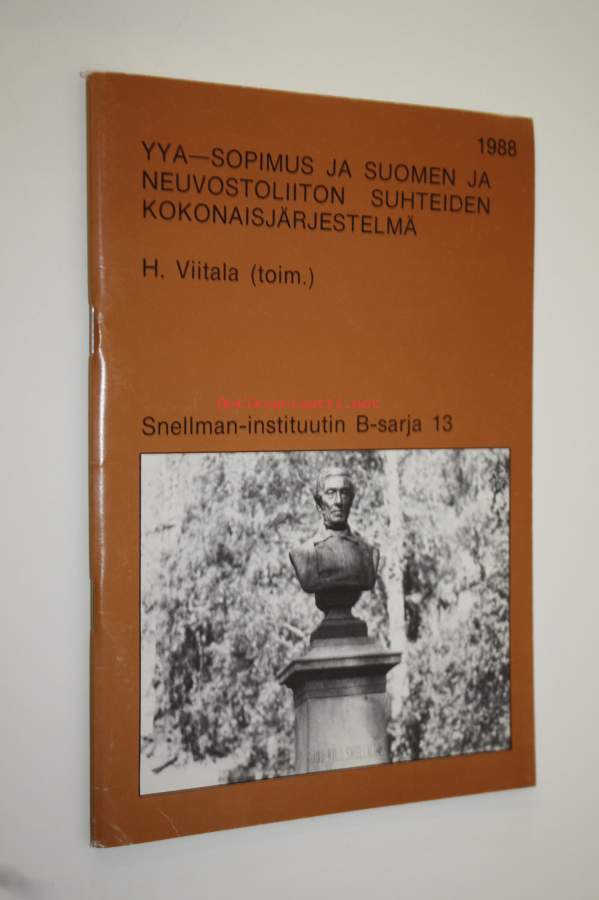 1988
YYA—SOPIMUS JA SUOMEN JA
NEUVOSTOLIITON SUHTEIDEN
KOKONAISJÄRJESTELMÄ
H. Viitala (toim.)
Snellman-instituutin B-sarja 13